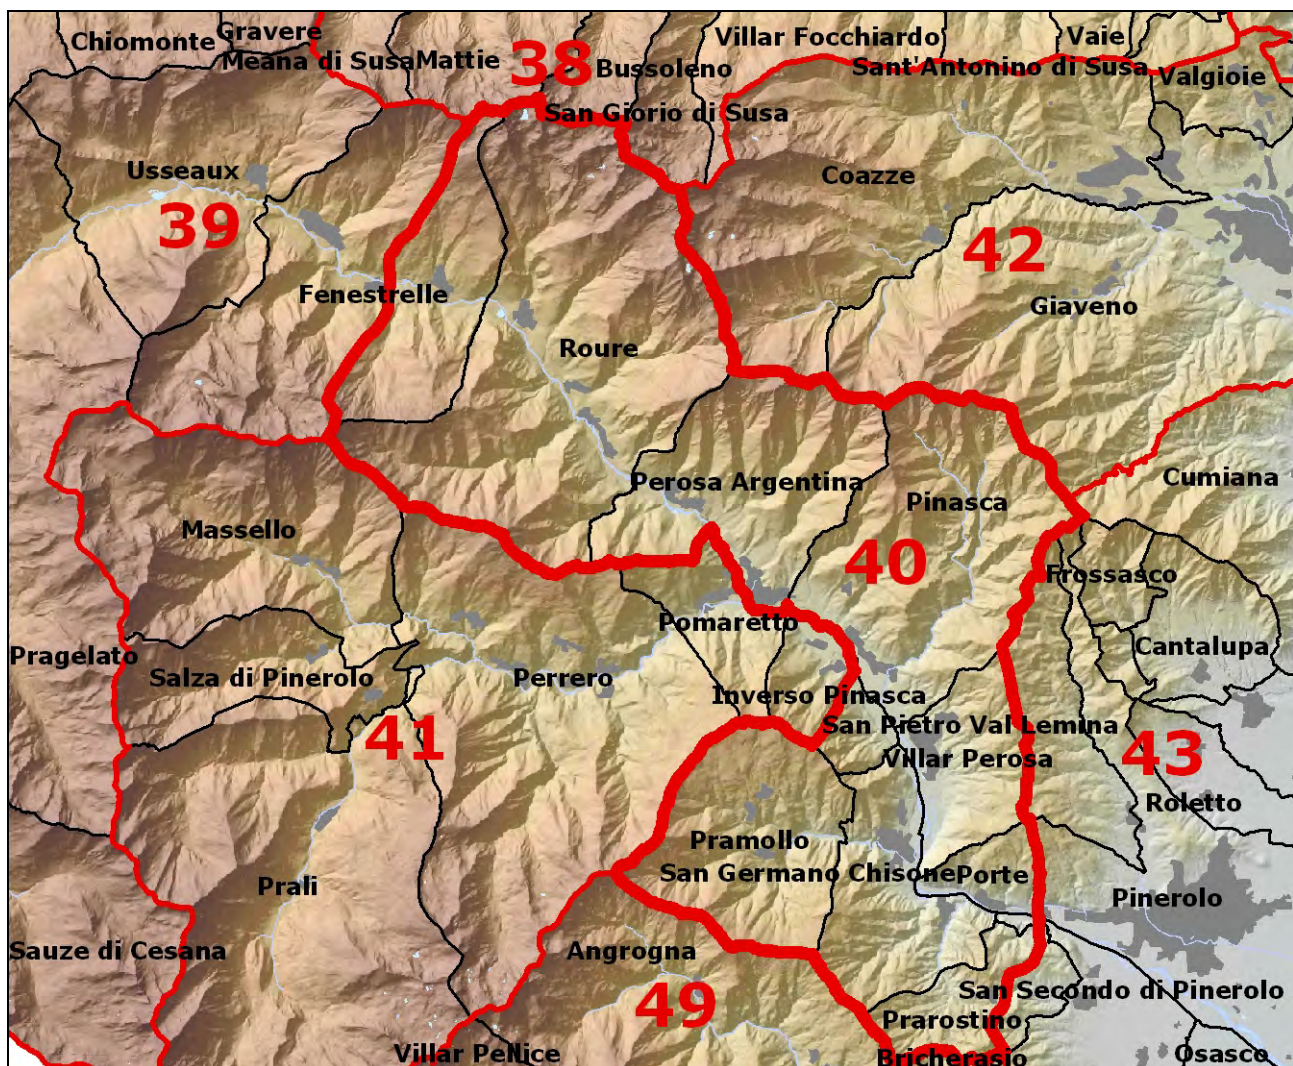 Gravere
Chiomonte
Villar Focchiardo
Vaie
Meana di Susa
Mattie
38
Bussoleno
Sant'Antonino di Susa
Valgioie
San Giorio di Susa
Usseaux
Coazze
39
42
Fenestrelle
Giaveno
Roure
Perosa Argentina
Cumiana
Pinasca
Massello
40
Frossasco
Pomaretto
Pragelato
Cantalupa
Salza di Pinerolo
Perrero
Inverso Pinasca
San Pietro Val Lemina
41
Villar Perosa
43
Roletto
Pramollo
San Germano Chisone
Porte
Prali
Pinerolo
Sauze di Cesana
Angrogna
San Secondo di Pinerolo
49
Prarostino
Villar Pellice
Bricherasio
Osasco